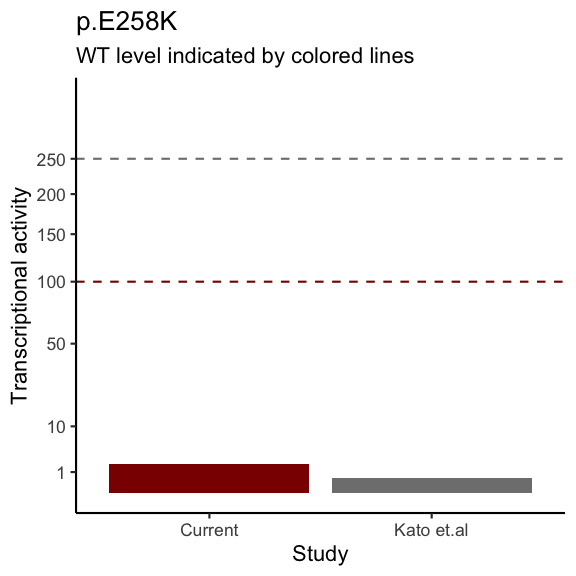 p.E258K
WT level indicated by colored lines
Transcriptional activity
250
200
150
100
50
10
1
Current
Kato et.al
Study